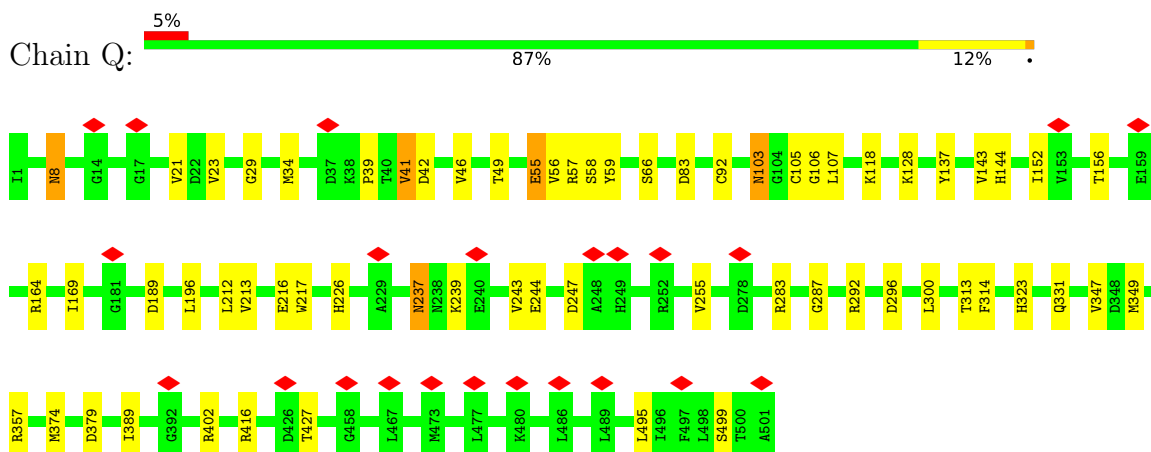 5%
Chain Q:
87% 12% •
I1 N8 G14 G17 V21 D22 V23 G29 M34 D37 K38 P39 T40 V41 D42 V46 T49 E55 V56 R57 S58 Y59 S66 D83 C92 N103 G104 C105 G106 L107 K118 K128 Y137 V143 H144 I152 V153 T156 E159
R164 I169 G181 D189 L196 L212 V213 E216 W217 H226 A229 N237 N238 K239 E240 V243 E244 D247 A248 H249 R252 V255 D278 R283 G287 R292 D296 L300 T313 F314 H323 Q331 V347 D348 M349
R357 M374 D379 I389 G392 R402 R416 D426 T427 G458 L467 M473 L477 K480 L486 L489 L495 I496 F497 L498 S499 T500 A501